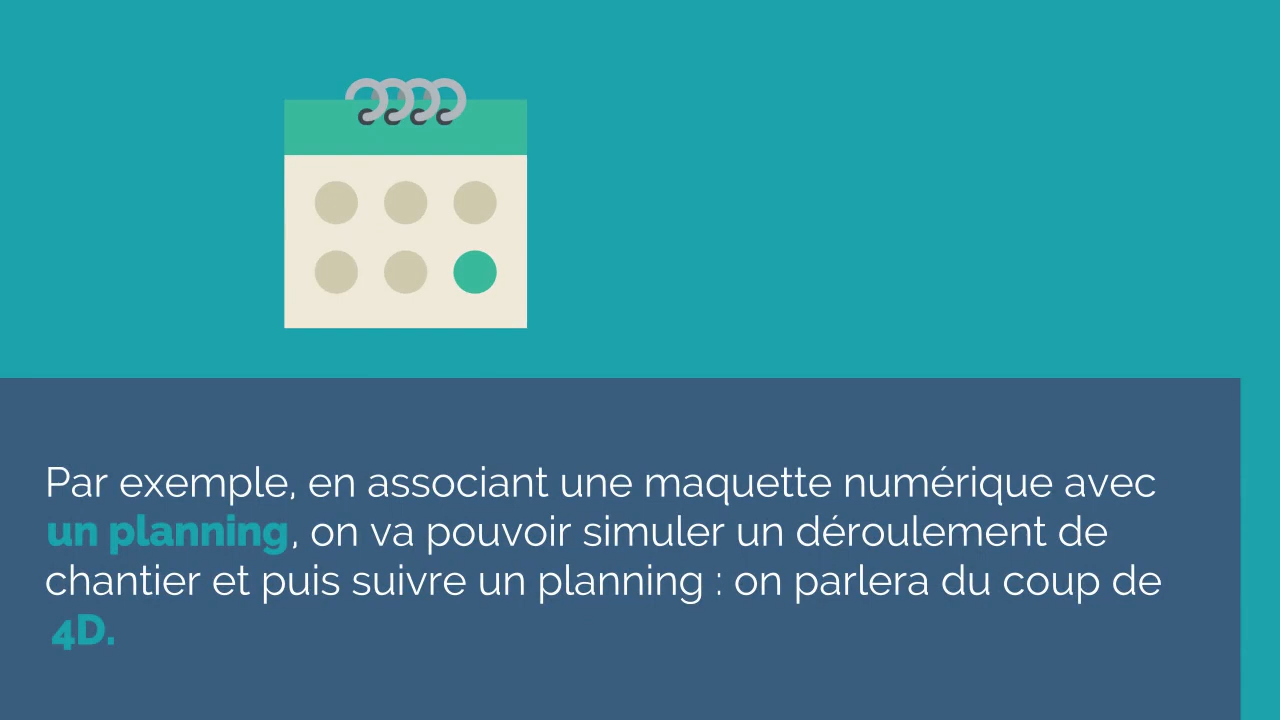 Par exemple, en associant une maquette numérique avec
un planning, on va pouvoir simuler un déroulement de
chantier et puis suivre un planning : on parlera du coup de
4D.